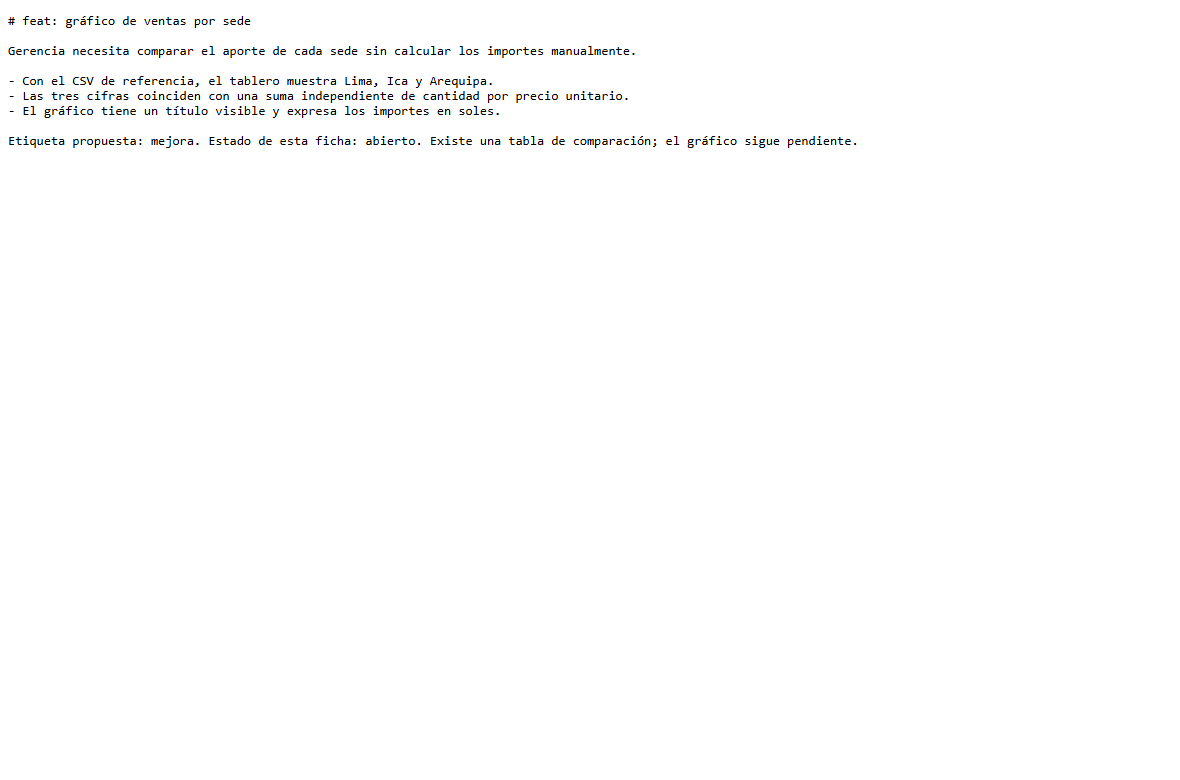 # feat: gráfico de ventas por sede
Gerencia necesita comparar el aporte de cada sede sin calcular los importes manualmente.
- Con el CSV de referencia, el tablero muestra Lima, Ica y Arequipa.
- Las tres cifras coinciden con una suma independiente de cantidad por precio unitario.
- El gráfico tiene un título visible y expresa los importes en soles.
Etiqueta propuesta: mejora. Estado de esta ficha: abierto. Existe una tabla de comparación; el gráfico sigue pendiente.